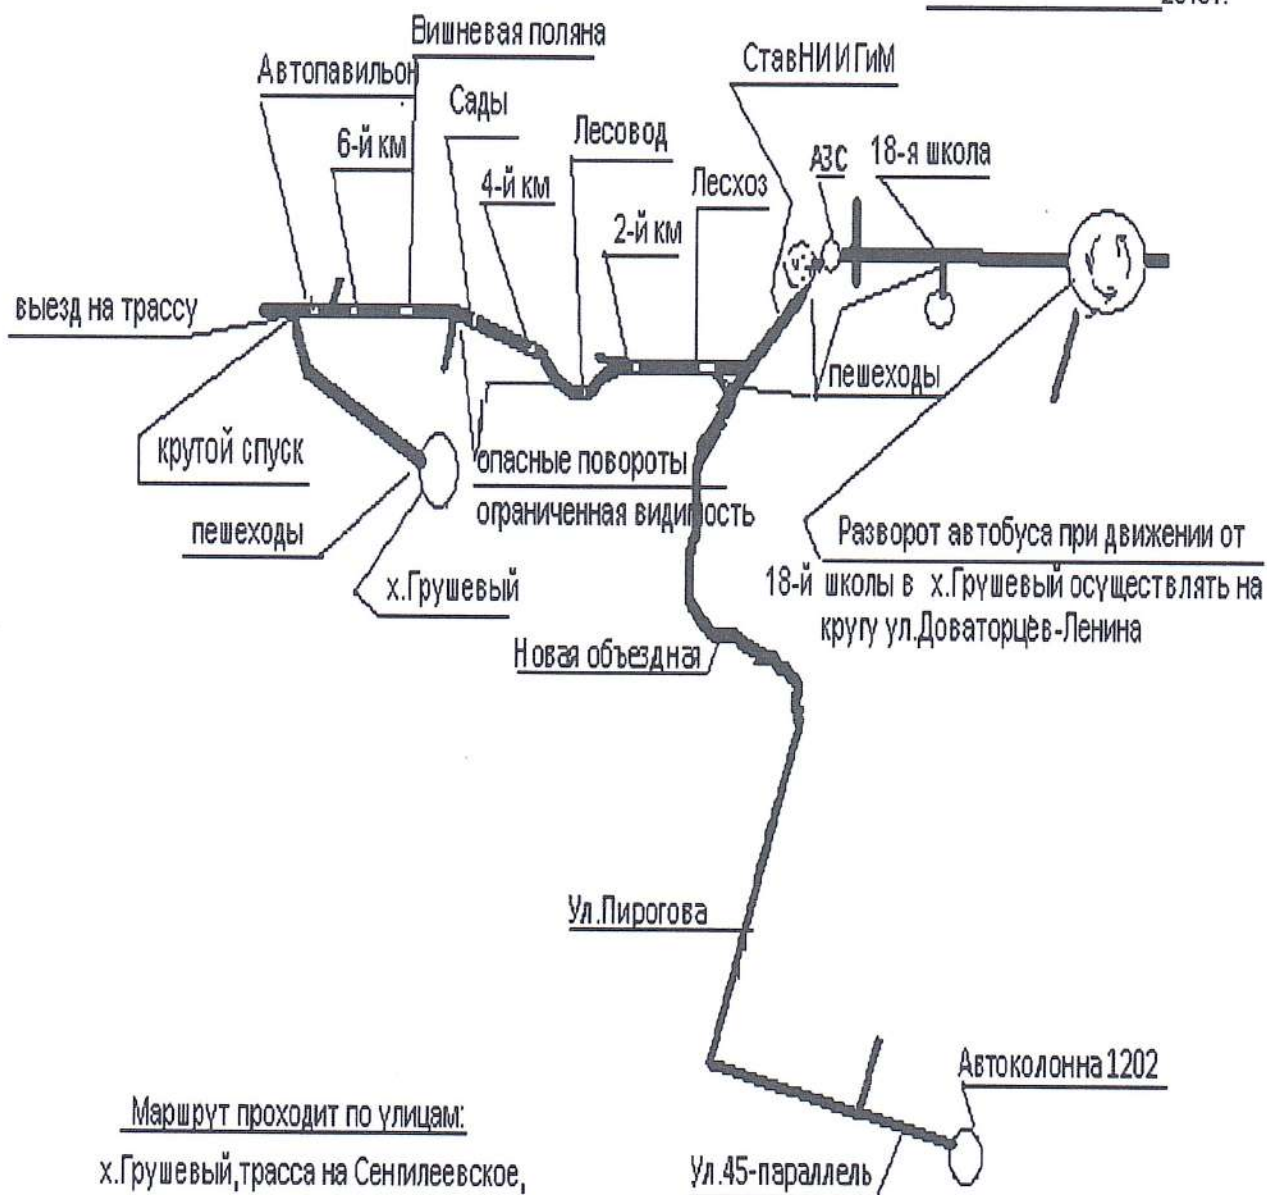 Вишневая поляна
Автопавильон
СтавНИИГиМ
Сады
6-й км
Лесовод
АЗС
18-я школа
4-й км
Лесхоз
2-й км
выезд на трассу
пешеходы
крутой спуск
опасные повороты
ограниченная видимость
пешеходы
х.Грушевый
Разворот автобуса при движении от
18-й школы в х.Грушевый осуществлять на
кругу ул.Доваторцев-Ленина
Новая объездная
Ул.Пирогова
Автоколонна 1202
Ул.45-параллель
Маршрут проходит по улицам:
х.Грушевый,трасса на Сенгилеевское,